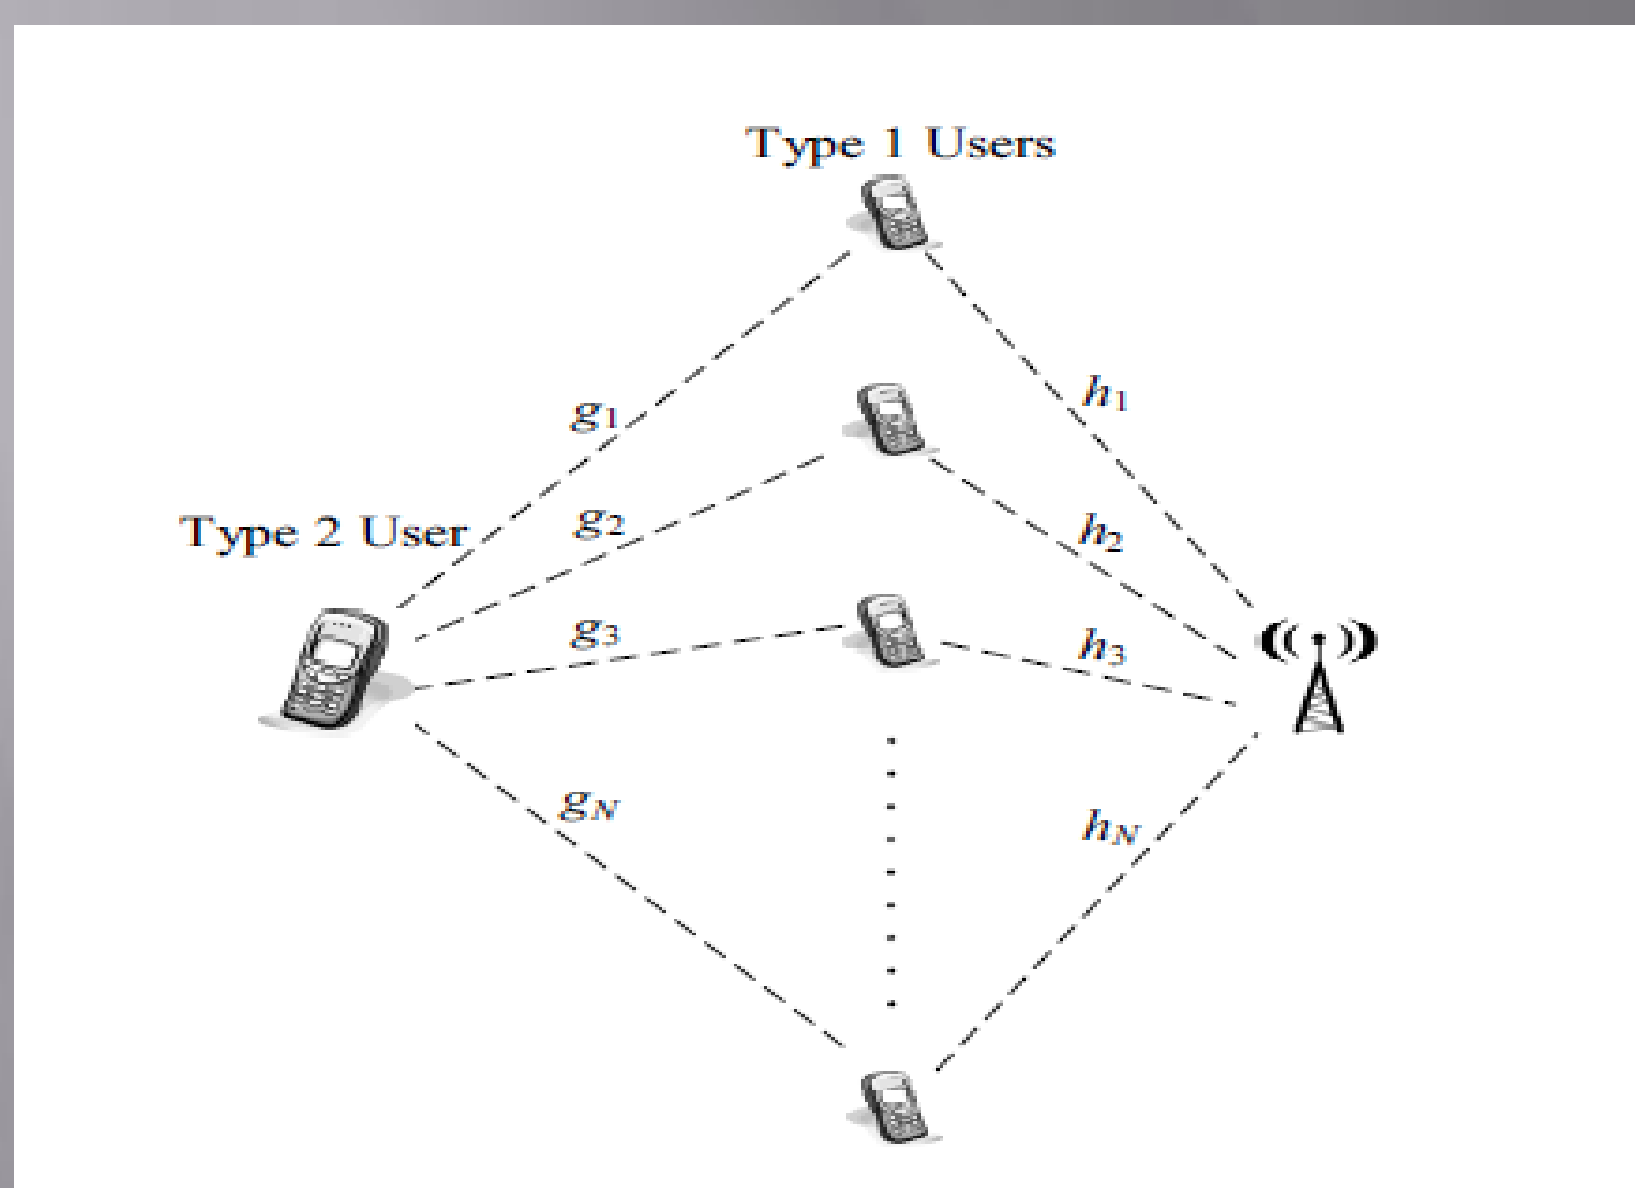 Type 1 Users
g1
h1
g2
h2
Type 2 User
g3
h3
gN
hN